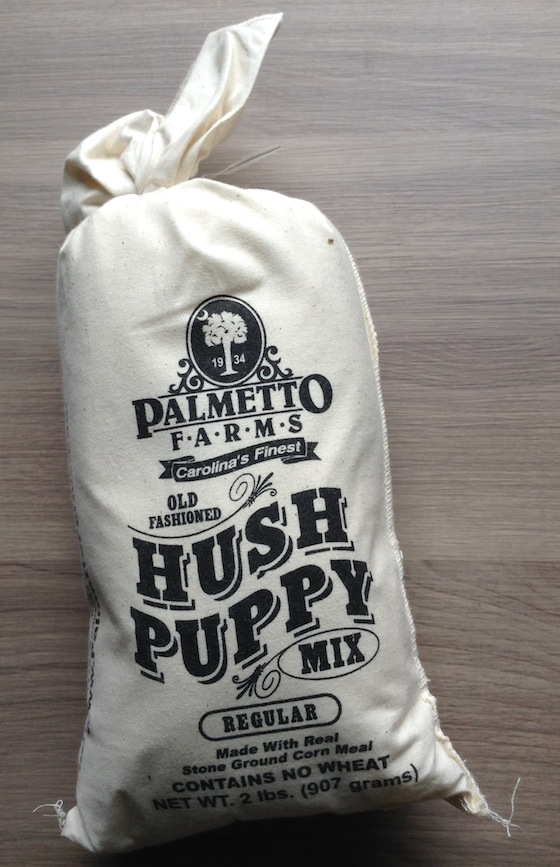 19 34
PALMETTO
F·A·R·M·S
Carolina's Finest
OLD
FASHIONED
HUSH
PUPPY
MIX
REGULAR
Made With Real
Stone Ground Corn Meal
CONTAINS NO WHEAT
NET WT. 2 lbs. (907 grams)